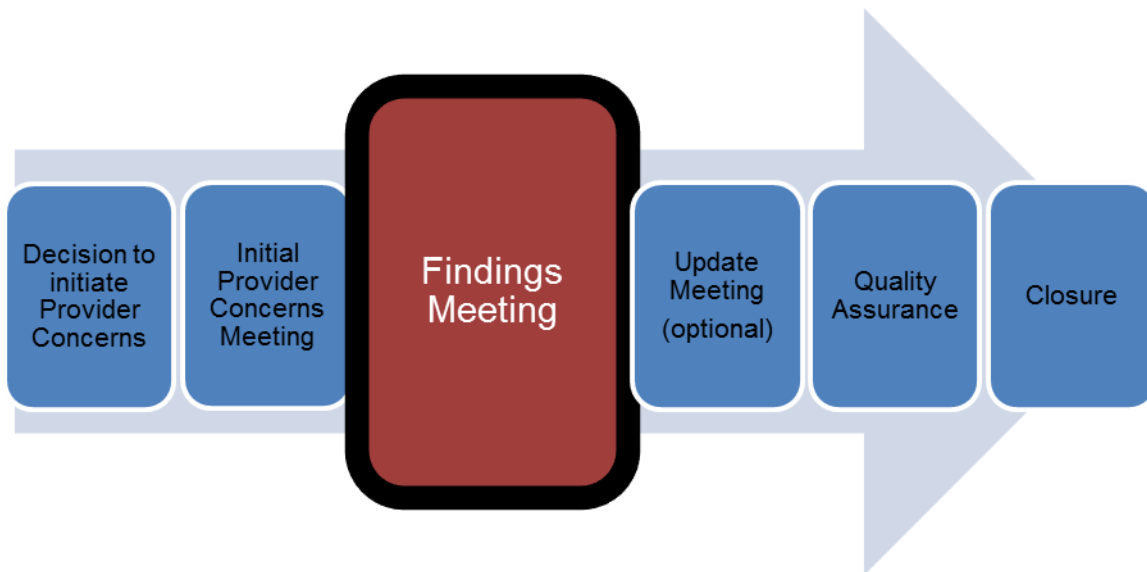 Decision to
initiate
Provider
Concerns
Initial
Provider
Concerns
Meeting
Findings
Meeting
Update
Meeting
(optional)
Quality
Assurance
Closure